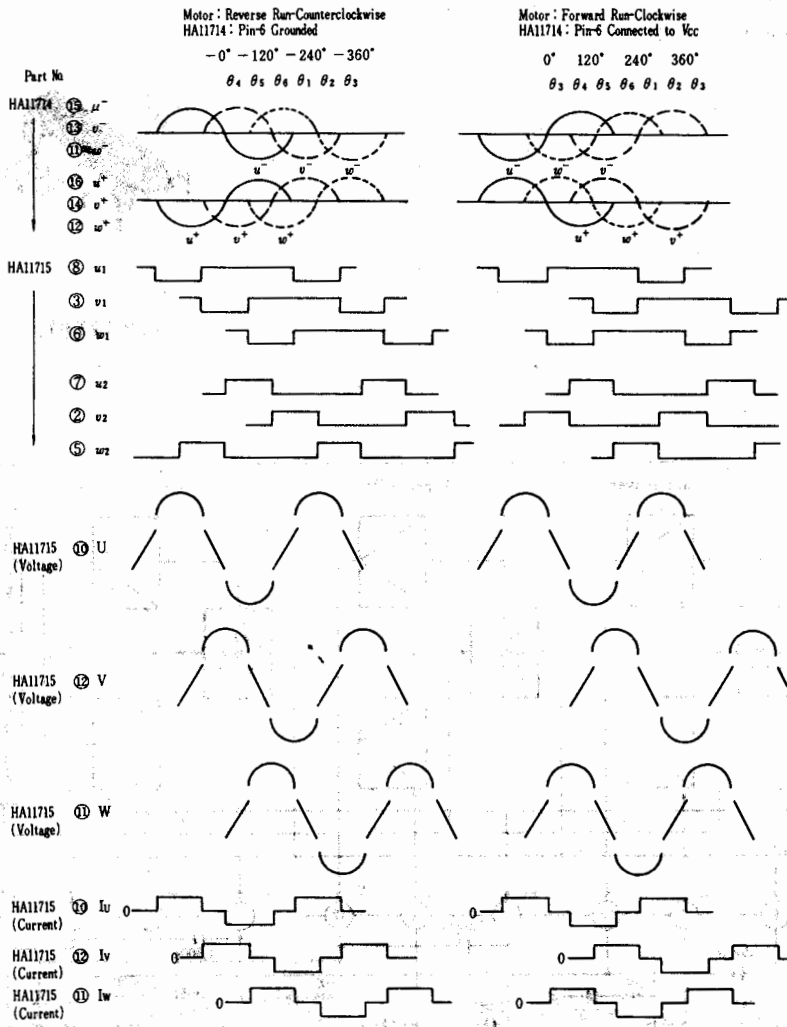 Motor : Reverse Run-Counterclockwise
HA11714 : Pin-6 Grounded
Motor : Forward Run-Clockwise
HA11714 : Pin-6 Connected to Vcc
−0° −120° −240° −360°
0° 120° 240° 360°
Part No
θ4 θ5 θ6 θ1 θ2 θ3
θ3 θ4 θ5 θ6 θ1 θ2 θ3
HA11714 ⑮ μ−
⑬ v−
⑪ w−
u− v− w−
u− w− v−
⑯ u+
⑭ v+
⑫ w+
u+ v+ w+
u+ w+ v+
HA11715 ⑧ u1
③ v1
⑥ w1
⑦ u2
② v2
⑤ w2
HA11715 ⑩ U
(Voltage)
HA11715 ⑫ V
(Voltage)
HA11715 ⑪ W
(Voltage)
HA11715 ⑩ IU 0 0
(Current)
HA11715 ⑫ IV 0 0
(Current)
HA11715 ⑪ IW 0 0
(Current)